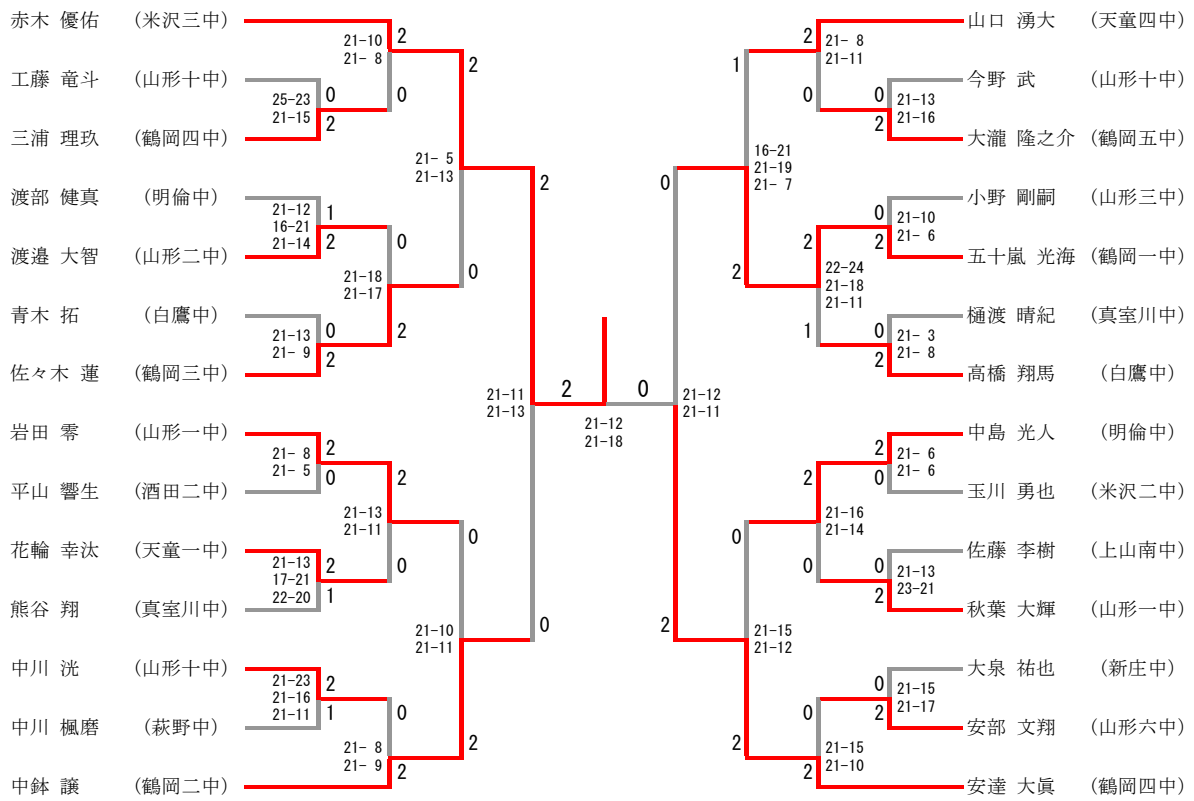 赤木 優佑 (米沢三中)
工藤 竜斗 (山形十中)
三浦 理玖 (鶴岡四中)
渡部 健真 (明倫中)
渡邉 大智 (山形二中)
青木 拓 (白鷹中)
佐々木 蓮 (鶴岡三中)
岩田 零 (山形一中)
平山 響生 (酒田二中)
花輪 幸汰 (天童一中)
熊谷 翔 (真室川中)
中川 洸 (山形十中)
中川 楓磨 (萩野中)
中鉢 譲 (鶴岡二中)
21-10 2
21- 8
0
25-23 0
21-15 2
2
21- 5
21-13
0
21-12 1
16-21
21-14 2
0
21-18
21-17
2
21-13 0
21- 9 2
2
21-11
21-13
0
21- 8 2
21- 5 0
2
21-13
21-11
0
21-13 2
17-21
22-20 1
0
21-10
21-11
2
21-23 2
21-16
21-11 1
0
21- 8
21- 9 2
2 0
21-12
21-18
山口 湧大 (天童四中)
今野 武 (山形十中)
大瀧 隆之介 (鶴岡五中)
小野 剛嗣 (山形三中)
五十嵐 光海 (鶴岡一中)
樋渡 晴紀 (真室川中)
高橋 翔馬 (白鷹中)
中島 光人 (明倫中)
玉川 勇也 (米沢二中)
佐藤 李樹 (上山南中)
秋葉 大輝 (山形一中)
大泉 祐也 (新庄中)
安部 文翔 (山形六中)
安達 大眞 (鶴岡四中)
2 21- 8
21-11
0
0 21-13
2 21-16
1
16-21
21-19
21- 7
2
0 21-10
2 21- 6
2
22-24
21-18
21-11
1
0 21- 3
2 21- 8
0
21-12
21-11
2
2 21- 6
0 21- 6
2
21-16
21-14
0
0 21-13
2 23-21
0
21-15
21-12
2
0 21-15
2 21-17
0
21-15
2 21-10